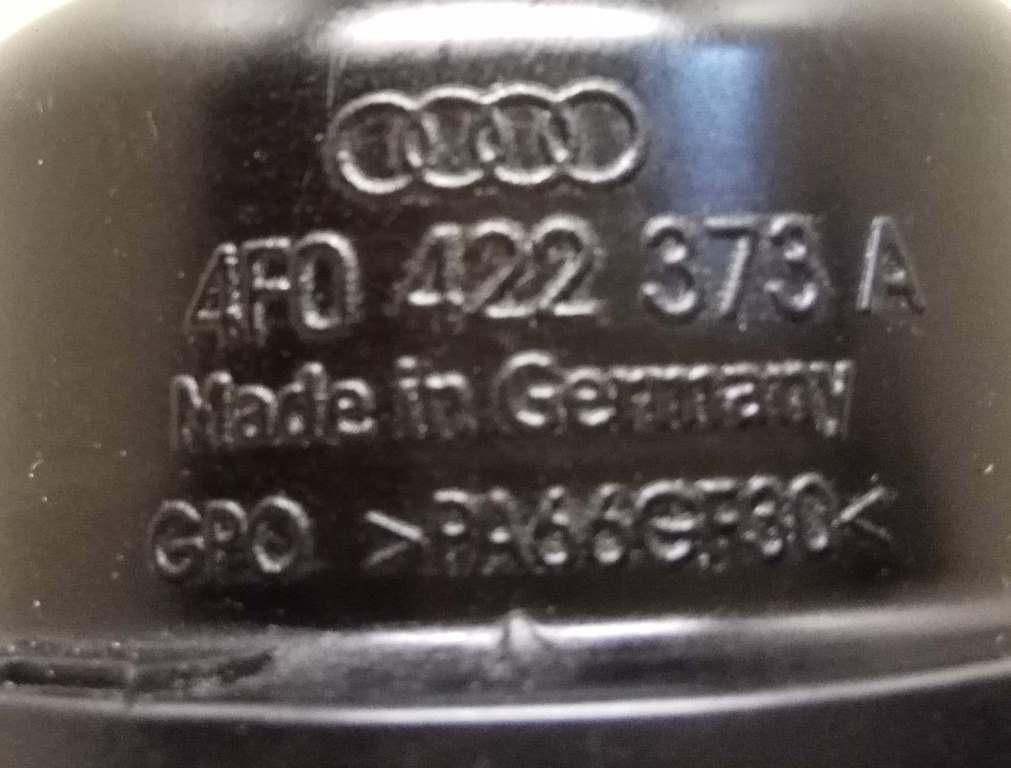 4F0 422 373 A
Made in Germany
GPO >PA66GF30<